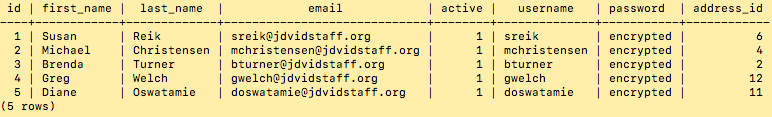 id | first_name | last_name | email | active | username | password | address_id
----+------------+-------------+----------------------------+--------+--------------+-----------+------------
1 | Susan | Reik | sreik@jdvidstaff.org | 1 | sreik | encrypted | 6
2 | Michael | Christensen | mchristensen@jdvidstaff.org | 1 | mchristensen | encrypted | 4
3 | Brenda | Turner | bturner@jdvidstaff.org | 1 | bturner | encrypted | 2
4 | Greg | Welch | gwelch@jdvidstaff.org | 1 | gwelch | encrypted | 12
5 | Diane | Oswatamie | doswatamie@jdvidstaff.org | 1 | doswatamie | encrypted | 11
(5 rows)